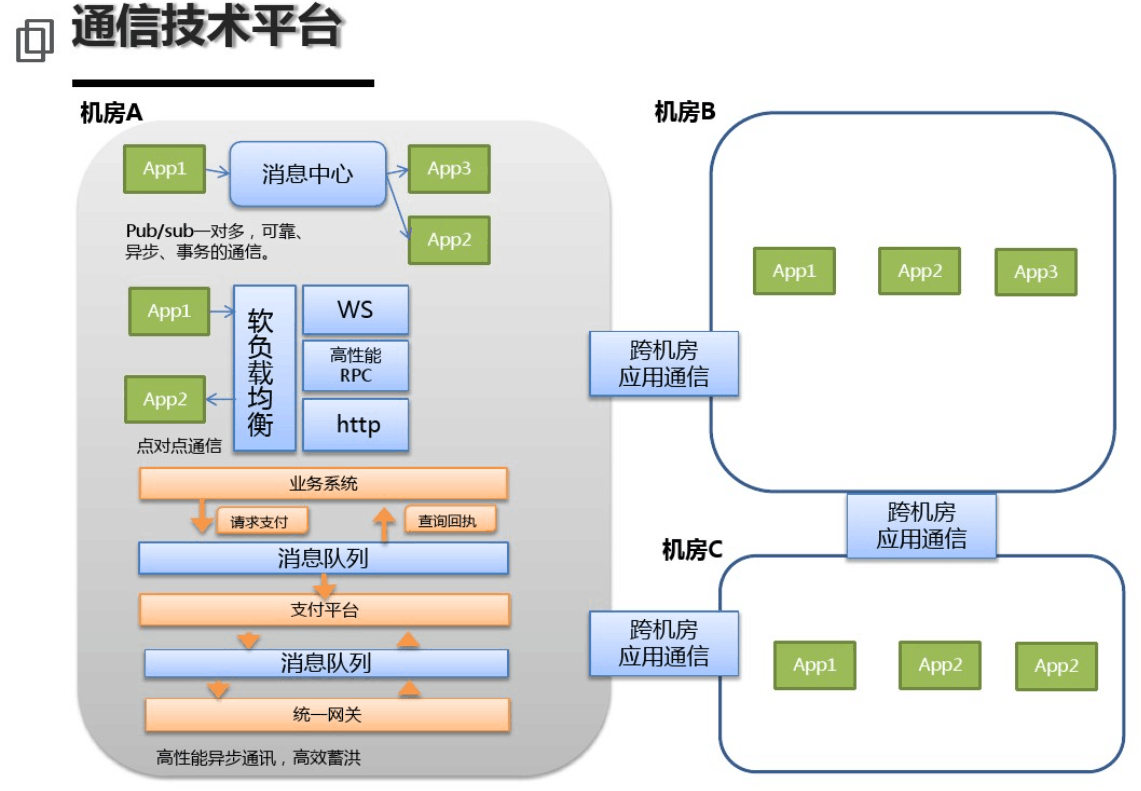 通信技术平台
机房A
App1
消息中心
App3
App2
Pub/sub一对多，可靠、
异步、事务的通信。
App1
App2
软负载均衡
WS
高性能
RPC
http
点对点通信
业务系统
请求支付
查询回执
消息队列
支付平台
消息队列
统一网关
高性能异步通讯，高效蓄洪
机房B
App1
App2
App3
跨机房
应用通信
跨机房
应用通信
机房C
跨机房
应用通信
App1
App2
App2